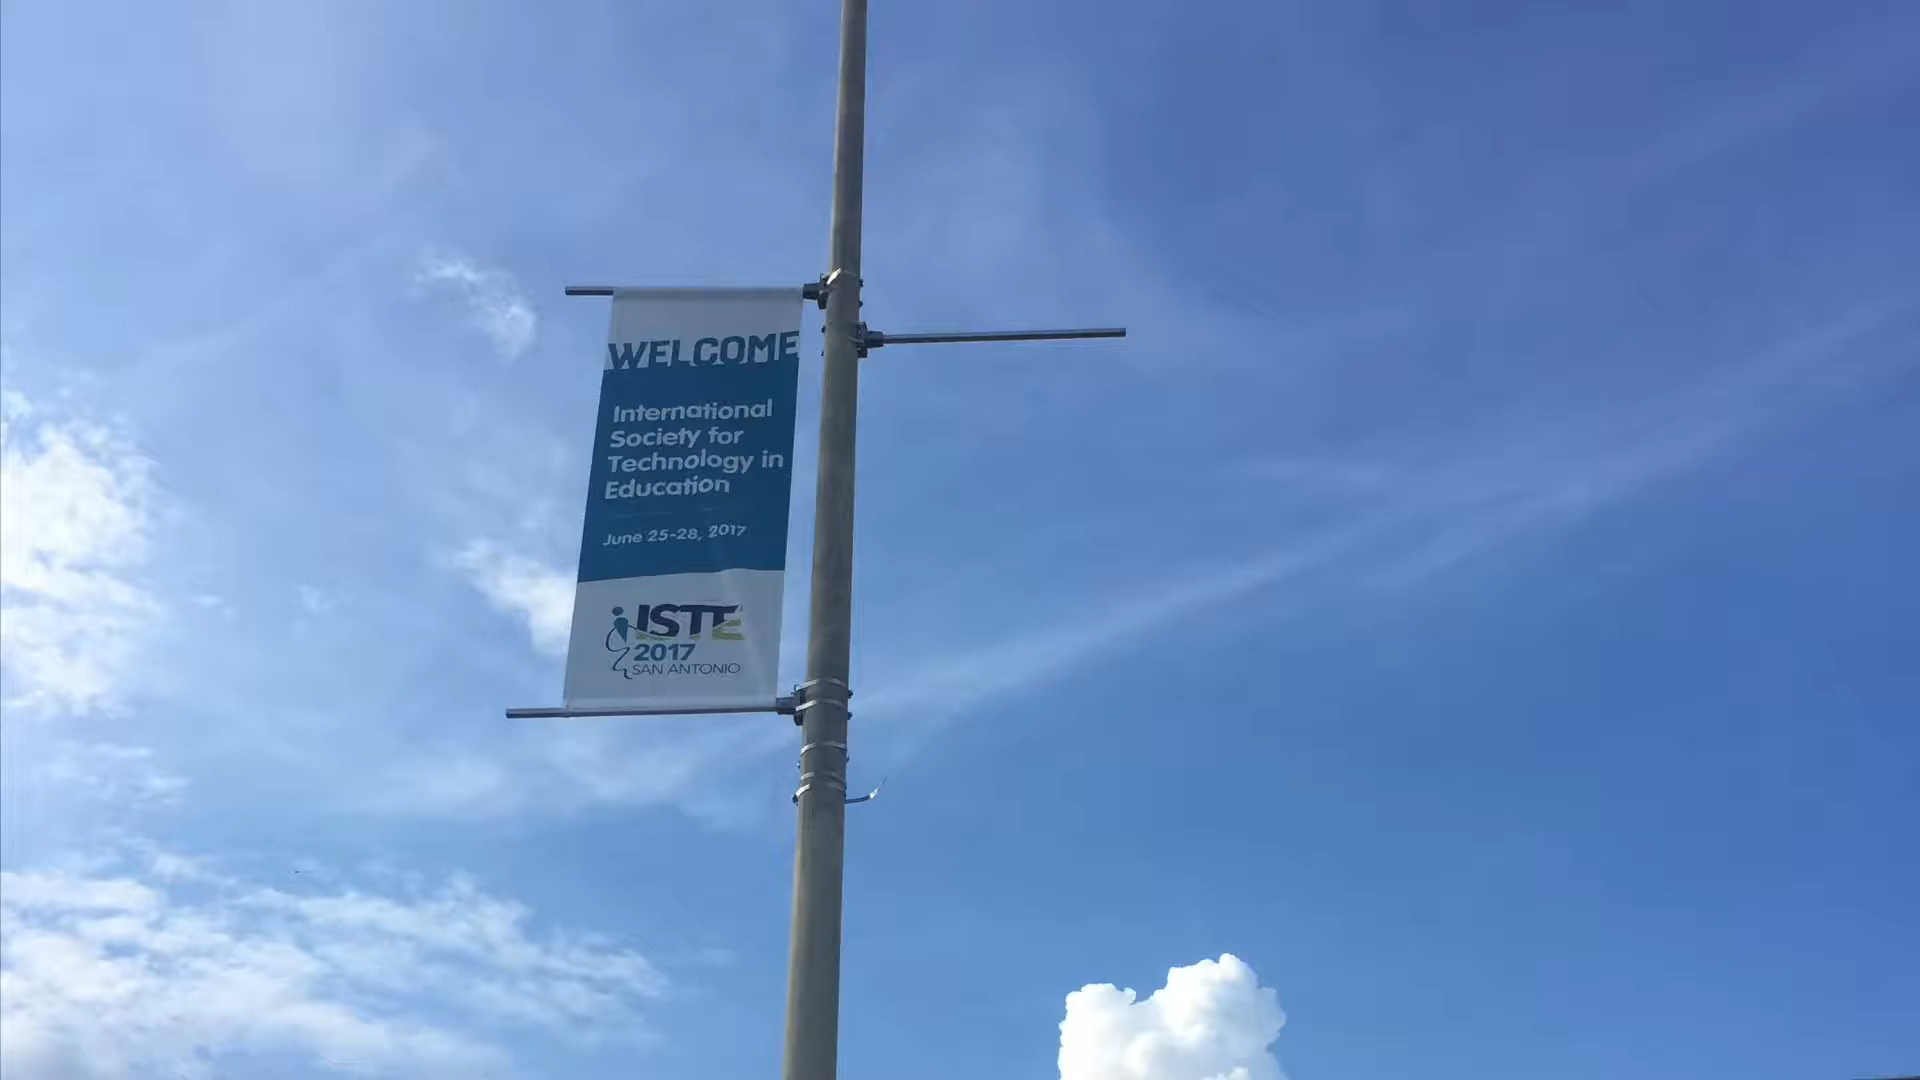 WELCOME
International
Society for
Technology in
Education
June 25-28, 2017
ISTE
2017
SAN ANTONIO